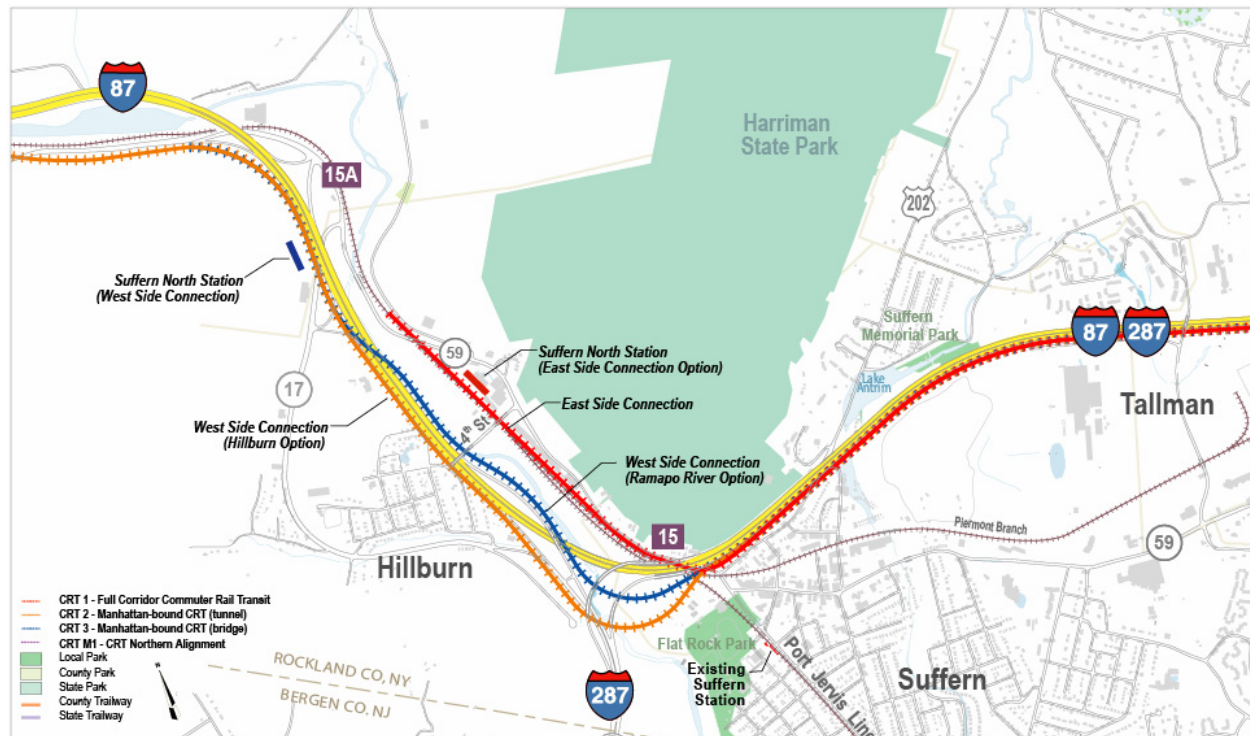 87
15A
Harriman
State Park
202
Suffern North Station
(West Side Connection)
59
Suffern North Station
(East Side Connection Option)
17
West Side Connection
(Hillburn Option)
East Side Connection
4th St
West Side Connection
(Ramapo River Option)
Suffern
Memorial Park
Lake
Antrim
87
287
Tallman
15
Piermont Branch
59
Hillburn
CRT 1 - Full Corridor Commuter Rail Transit
CRT 2 - Manhattan-bound CRT (tunnel)
CRT 3 - Manhattan-bound CRT (bridge)
CRT M1 - CRT Northern Alignment
Local Park
County Park
State Park
County Trailway
State Trailway
ROCKLAND CO, NY
BERGEN CO. NJ
287
Flat Rock Park
Existing
Suffern
Station
Port Jervis Line
Suffern